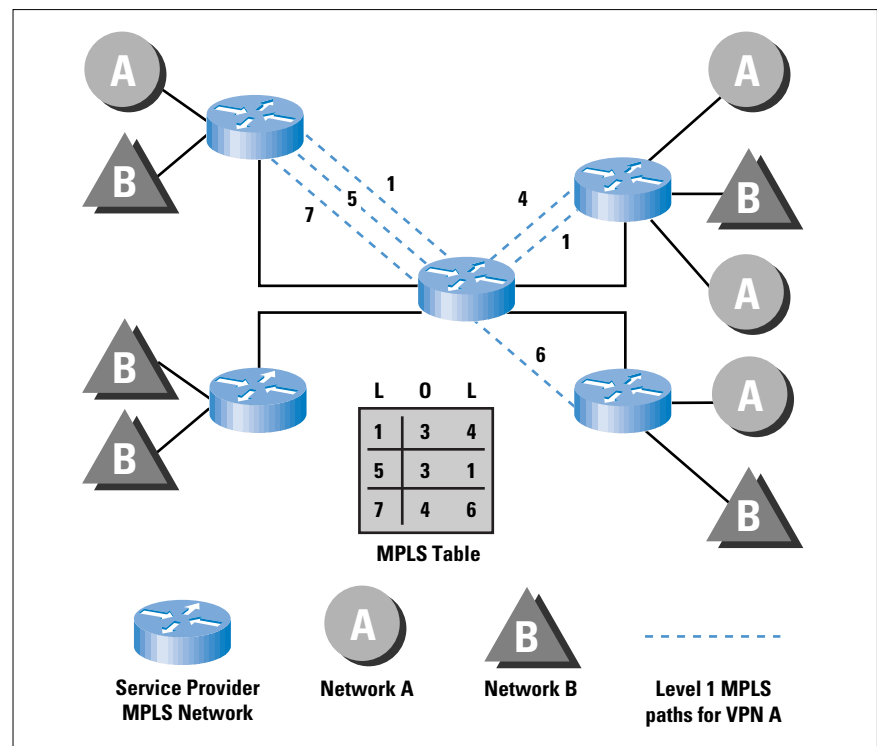 A
A
B
1
5
7
4
1
B
A
6
B
B
A
B
L O L
1 3 4
5 3 1
7 4 6
MPLS Table
A
B
Service Provider
MPLS Network
Network A
Network B
Level 1 MPLS
paths for VPN A